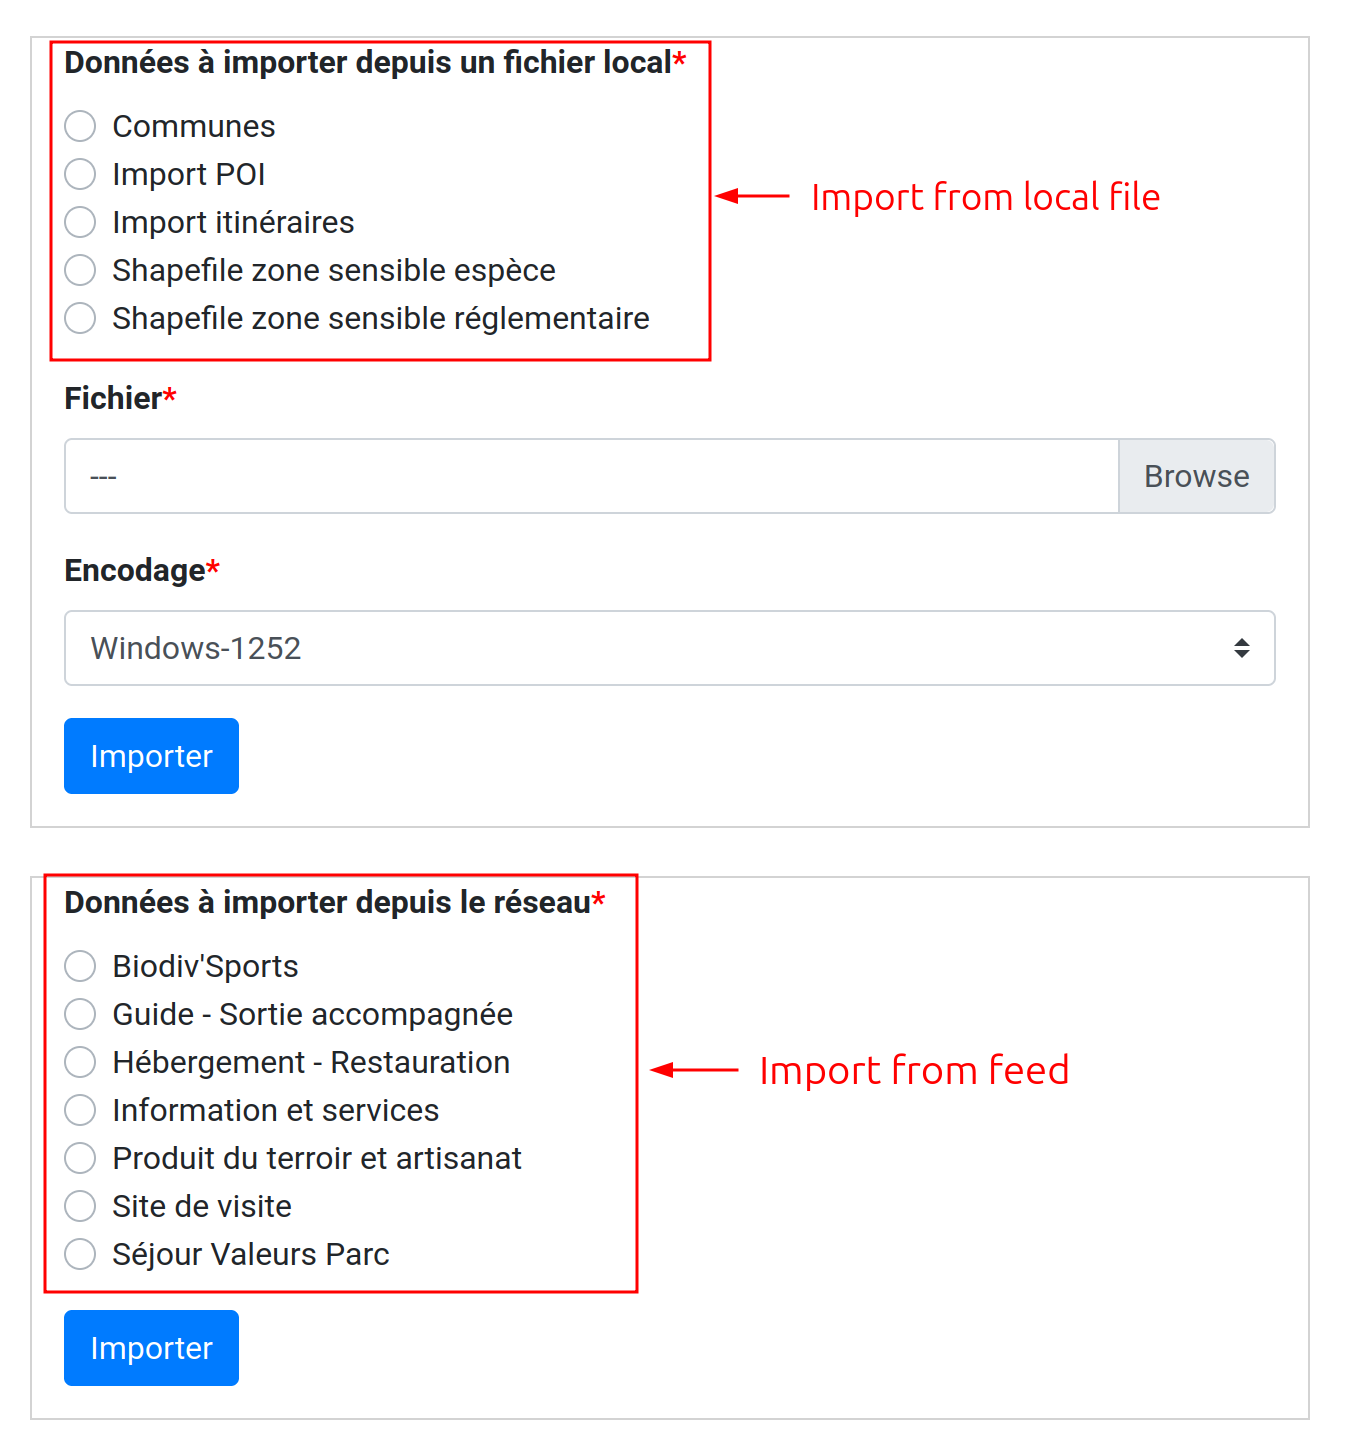 Données à importer depuis un fichier local*
Communes
Import POI
Import itinéraires
Shapefile zone sensible espèce
Shapefile zone sensible réglementaire
Import from local file
Fichier*
---
Browse
Encodage*
Windows-1252
Importer
Données à importer depuis le réseau*
Biodiv'Sports
Guide - Sortie accompagnée
Hébergement - Restauration
Information et services
Produit du terroir et artisanat
Site de visite
Séjour Valeurs Parc
Import from feed
Importer